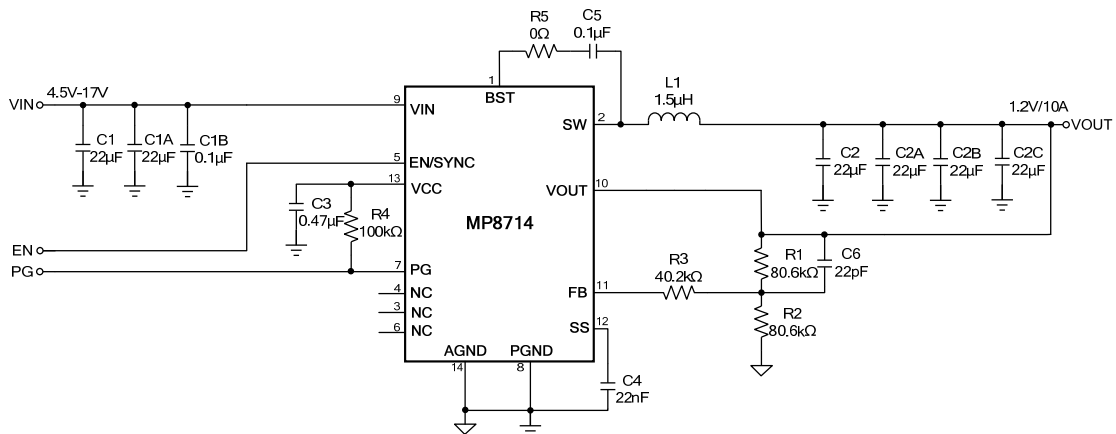 R5
0Ω
C5
0.1µF
1
BST
VIN
4.5V-17V
9
VIN
C1
22µF
C1A
22µF
C1B
0.1µF
L1
1.5µH
SW
2
1.2V/10A
VOUT
C2
22µF
C2A
22µF
C2B
22µF
C2C
22µF
5
EN/SYNC
13
VCC
VOUT
10
C3
0.47µF
R4
100kΩ
MP8714
EN
PG
7
PG
R1
80.6kΩ
C6
22pF
R3
40.2kΩ
4
NC
3
NC
6
NC
FB
11
R2
80.6kΩ
SS
12
AGND
PGND
14
8
C4
22nF